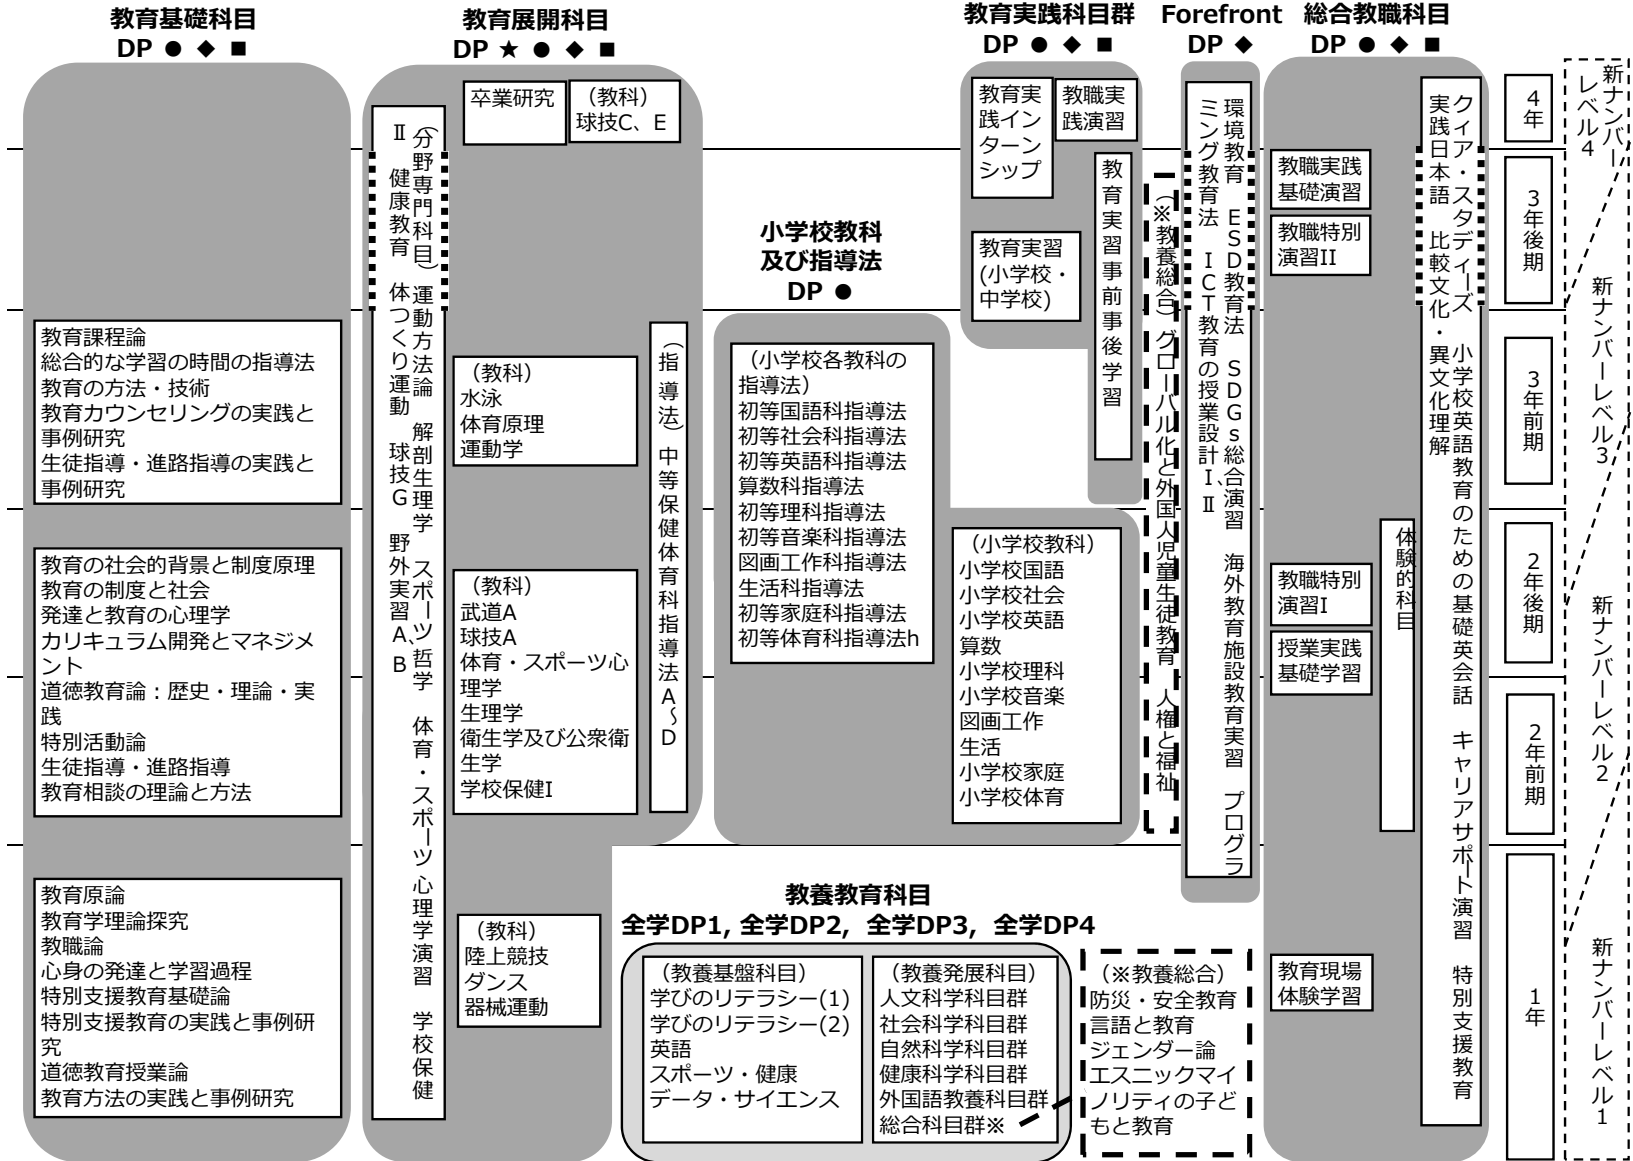 教育基礎科目
DP ● ◆ ■
教育展開科目
DP ★ ● ◆ ■
教育実践科目群
DP ● ◆ ■
Forefront
DP ◆
総合教職科目
DP ● ◆ ■
小学校教科
及び指導法
DP ●
教育課程論
総合的な学習の時間の指導法
教育の方法・技術
教育カウンセリングの実践と
事例研究
生徒指導・進路指導の実践と
事例研究
教育の社会的背景と制度原理
教育の制度と社会
発達と教育の心理学
カリキュラム開発とマネジメ
ント
道徳教育論：歴史・理論・実
践
特別活動論
生徒指導・進路指導
教育相談の理論と方法
教育原論
教育学理論探究
教職論
心身の発達と学習過程
特別支援教育基礎論
特別支援教育の実践と事例研
究
道徳教育授業論
教育方法の実践と事例研究
（分野専門科目）運動方法論　解剖生理学　スポーツ哲学　体育・スポーツ心理学演習　学校保健
Ⅱ　健康教育　体つくり運動　球技G　野外実習A、B
卒業研究
（教科）
球技C、E
（教科）
水泳
体育原理
運動学
（教科）
武道A
球技A
体育・スポーツ心
理学
生理学
衛生学及び公衆衛
生学
学校保健I
（教科）
陸上競技
ダンス
器械運動
（指導法）中等保健体育科指導法A～D
（小学校各教科の
指導法）
初等国語科指導法
初等社会科指導法
初等英語科指導法
算数科指導法
初等理科指導法
初等音楽科指導法
図画工作科指導法
生活科指導法
初等家庭科指導法
初等体育科指導法h
（小学校教科）
小学校国語
小学校社会
小学校英語
算数
小学校理科
小学校音楽
図画工作
生活
小学校家庭
小学校体育
教育実
践イン
ターン
シップ
教職実
践演習
教育実習
(小学校・
中学校)
教育実習事前事後学習
（※教養総合）グローバル化と外国人児童生徒教育　人権と福祉
環境教育　ESD教育法　SDGs総合演習　海外教育施設教育実習　プログラ
ミング教育法　ICT教育の授業設計Ⅰ、Ⅱ
教職実践
基礎演習
教職特別
演習II
教職特別
演習I
授業実践
基礎学習
教育現場
体験学習
体験的科目
クィア・スタディーズ　小学校英語教育のための基礎英会話　キャリアサポート演習　特別支援教育
実践日本語　比較文化・異文化理解
4年
3年後期
3年前期
2年後期
2年前期
1年
新ナンバー
レベル4
新ナンバーレベル3
新ナンバーレベル2
新ナンバーレベル1
教養教育科目
全学DP1, 全学DP2, 全学DP3, 全学DP4
（教養基盤科目）
学びのリテラシー(1)
学びのリテラシー(2)
英語
スポーツ・健康
データ・サイエンス
（教養発展科目）
人文科学科目群
社会科学科目群
自然科学科目群
健康科学科目群
外国語教養科目群
総合科目群※
（※教養総合）
防災・安全教育
言語と教育
ジェンダー論
エスニックマイ
ノリティの子ど
もと教育